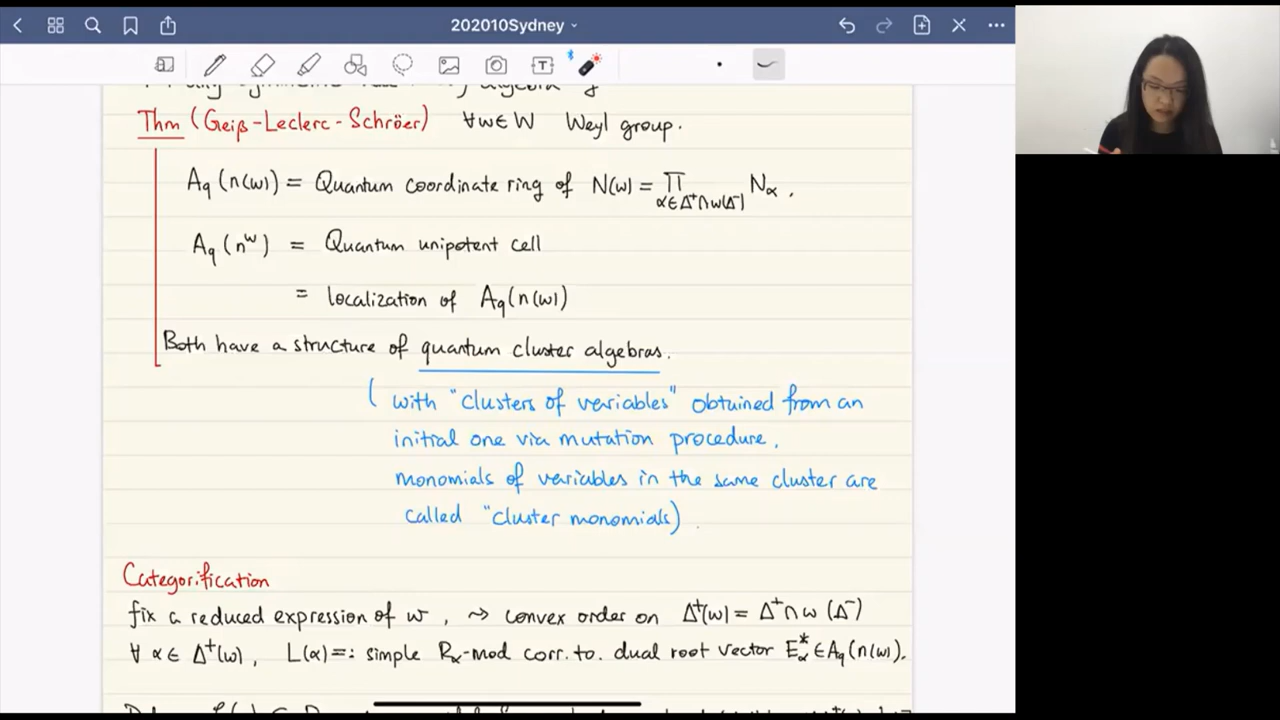 202010Sydney
algebra g
Thm (Geiß-Leclerc-Schröer) ∀w∈W Weyl group.
Aq(n(w)) = Quantum coordinate ring of N(w) = ∏ α∈Δ⁺∩w(Δ⁻) Nα .
Aq(nʷ) = Quantum unipotent cell
= localization of Aq(n(w))
Both have a structure of quantum cluster algebras.
( with "clusters of variables" obtained from an
initial one via mutation procedure.
monomials of variables in the same cluster are
called "cluster monomials) .
Categorification
fix a reduced expression of w , ⇝ convex order on Δ⁺(w) = Δ⁺∩w(Δ⁻)
∀ α∈ Δ⁺(w), L(α)=: simple Rα-mod corr. to. dual root vector E*α ∈Aq(n(w)).